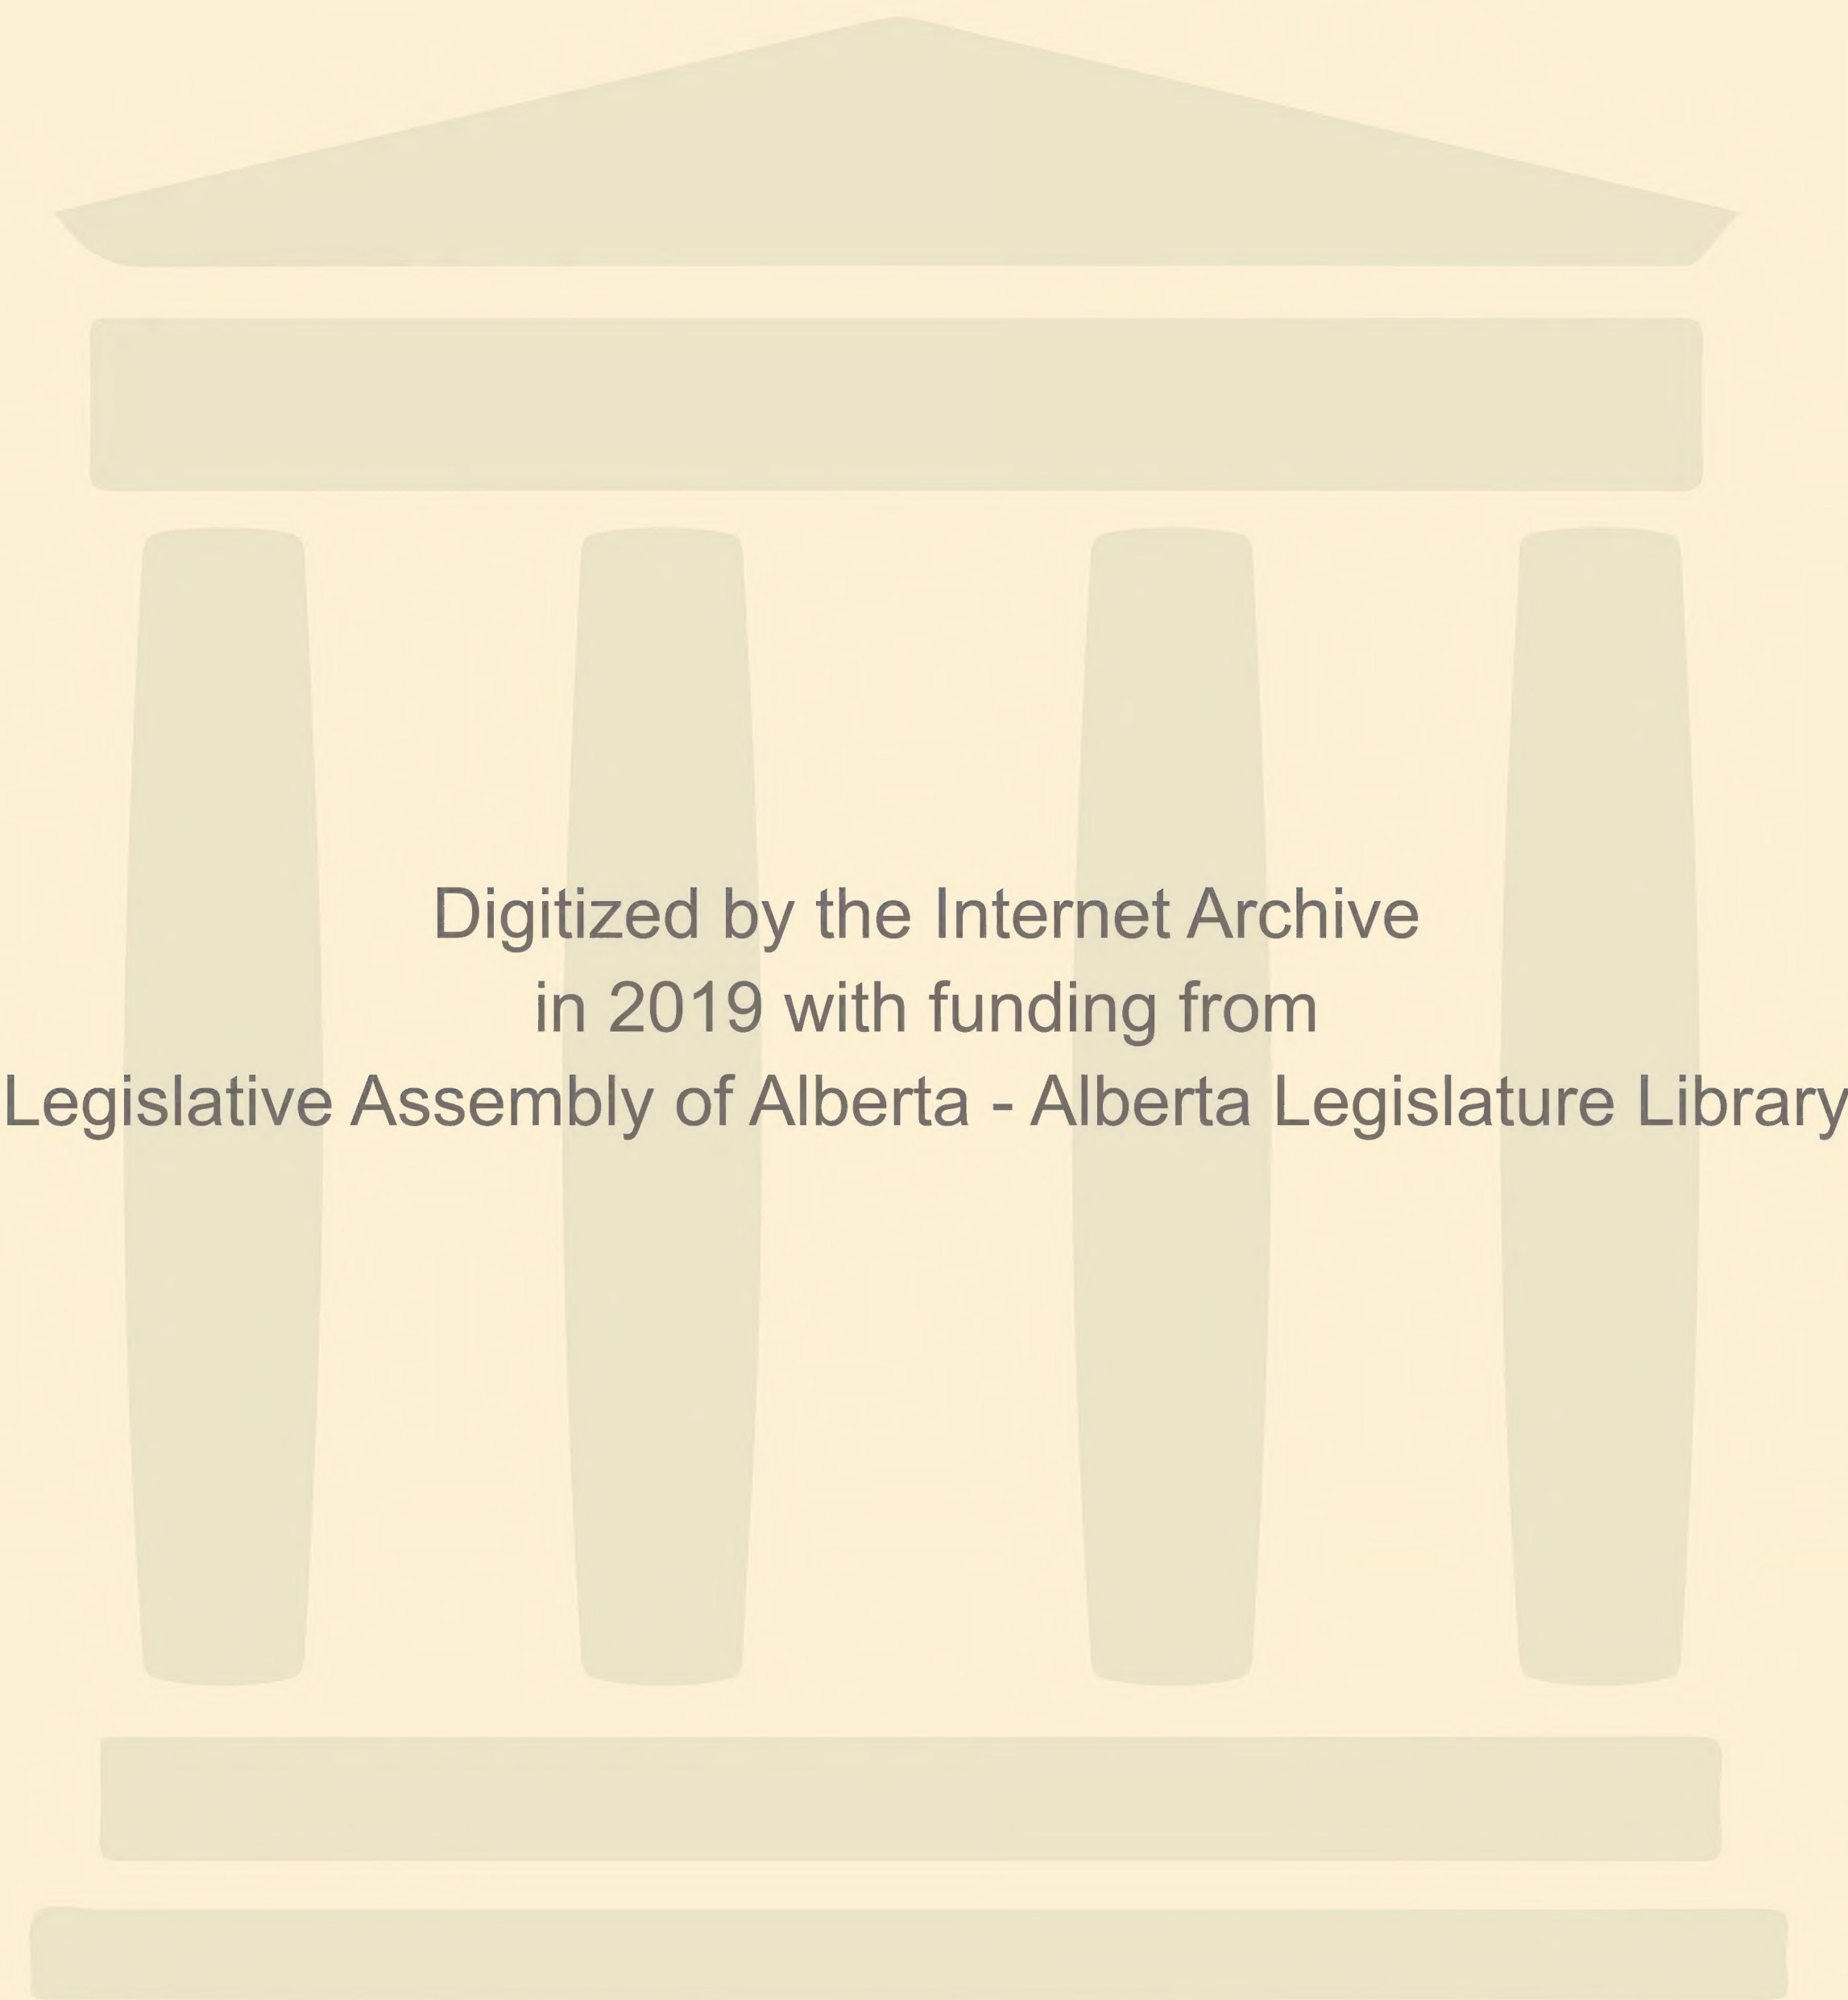 Digitized by the Internet Archive
in 2019 with funding from
Legislative Assembly of Alberta - Alberta Legislature Library